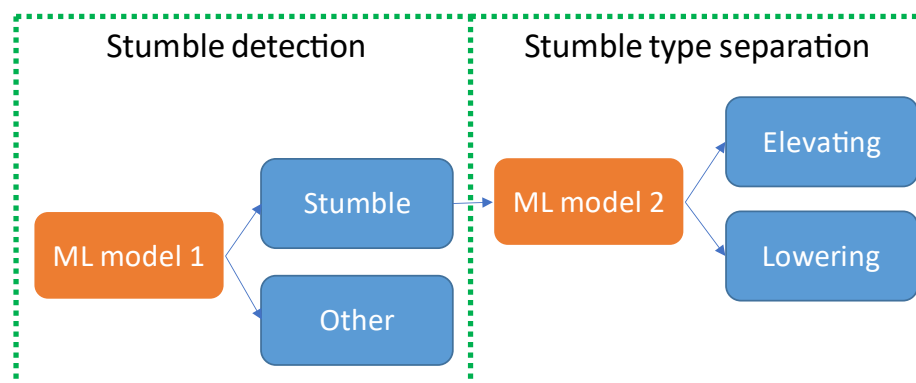 Stumble detection
Stumble type separation
ML model 1
Stumble
Other
ML model 2
Elevating
Lowering